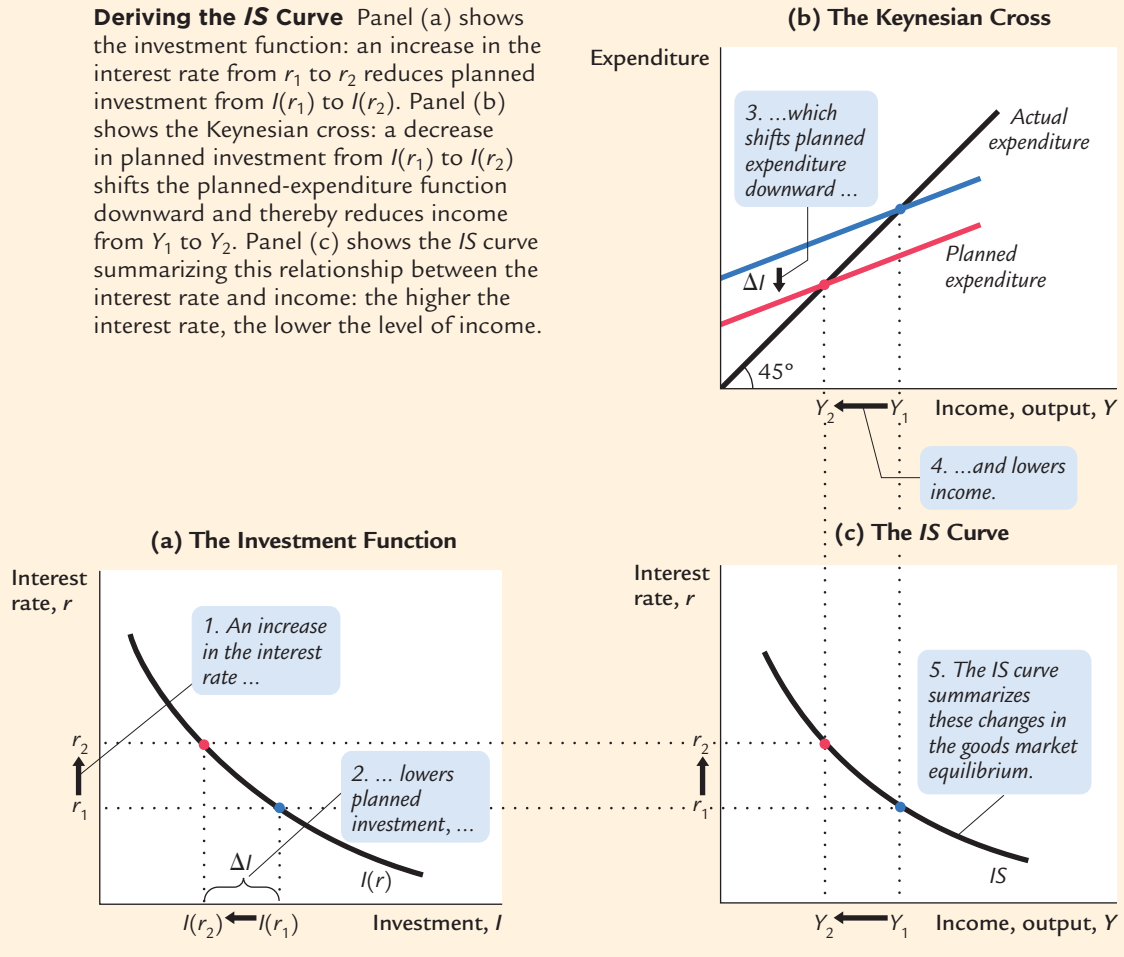 Deriving the IS Curve Panel (a) shows
the investment function: an increase in the
interest rate from r₁ to r₂ reduces planned
investment from I(r₁) to I(r₂). Panel (b)
shows the Keynesian cross: a decrease
in planned investment from I(r₁) to I(r₂)
shifts the planned-expenditure function
downward and thereby reduces income
from Y₁ to Y₂. Panel (c) shows the IS curve
summarizing this relationship between the
interest rate and income: the higher the
interest rate, the lower the level of income.
(b) The Keynesian Cross
Expenditure
3. ...which
shifts planned
expenditure
downward ...
Actual
expenditure
Planned
expenditure
ΔI
45°
Y₂
Y₁
Income, output, Y
4. ...and lowers
income.
(a) The Investment Function
Interest
rate, r
1. An increase
in the interest
rate ...
r₂
r₁
2. ... lowers
planned
investment, ...
ΔI
I(r)
I(r₂)
I(r₁)
Investment, I
(c) The IS Curve
Interest
rate, r
5. The IS curve
summarizes
these changes in
the goods market
equilibrium.
r₂
r₁
IS
Y₂
Y₁
Income, output, Y